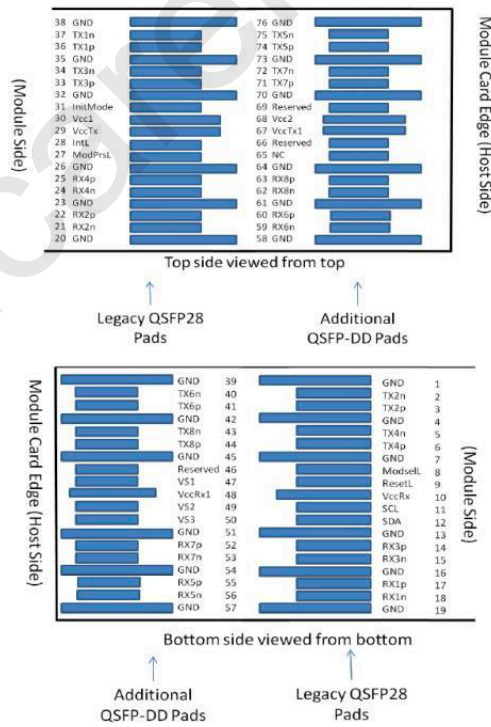 38 GND 76 GND
37 TX1n 75 TX5n
36 TX1p 74 TX5p
35 GND 73 GND
34 TX3n 72 TX7n
33 TX3p 71 TX7p
32 GND 70 GND
31 InitMode 69 Reserved
30 Vcc1 68 Vcc2
29 VccTx 67 VccTx1
28 IntL 66 Reserved
27 ModPrsL 65 NC
26 GND 64 GND
25 RX4p 63 RX8p
24 RX4n 62 RX8n
23 GND 61 GND
22 RX2p 60 RX6p
21 RX2n 59 RX6n
20 GND 58 GND
(Module Side)
Module Card Edge (Host Side)
Top side viewed from top
Legacy QSFP28
Pads
Additional
QSFP-DD Pads
Module Card Edge (Host Side)
GND 39 GND 1
TX6n 40 TX2n 2
TX6p 41 TX2p 3
GND 42 GND 4
TX8n 43 TX4n 5
TX8p 44 TX4p 6
GND 45 GND 7
Reserved 46 ModselL 8
VS1 47 ResetL 9
VccRx1 48 VccRx 10
VS2 49 SCL 11
VS3 50 SDA 12
GND 51 GND 13
RX7p 52 RX3p 14
RX7n 53 RX3n 15
GND 54 GND 16
RX5p 55 RX1p 17
RX5n 56 RX1n 18
GND 57 GND 19
(Module Side)
Bottom side viewed from bottom
Additional
QSFP-DD Pads
Legacy QSFP28
Pads